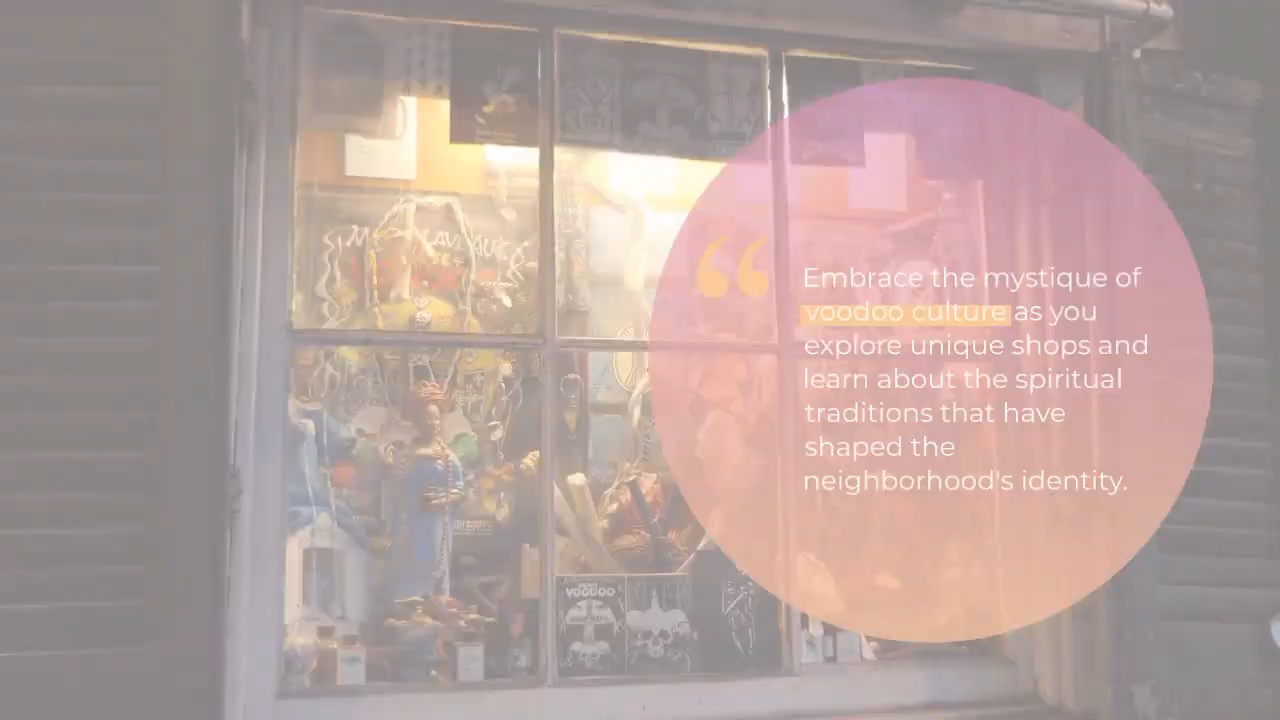 “
Embrace the mystique of
voodoo culture as you
explore unique shops and
learn about the spiritual
traditions that have
shaped the
neighborhood's identity.
VOODOO